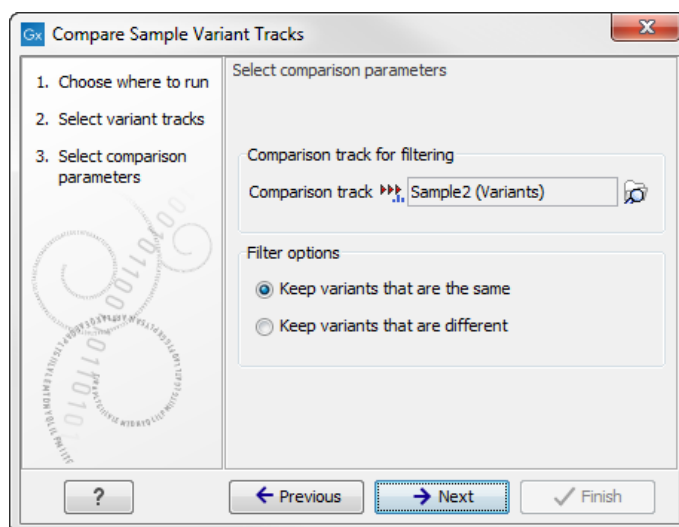 Gx Compare Sample Variant Tracks
1. Choose where to run
2. Select variant tracks
3. Select comparison
parameters
Select comparison parameters
Comparison track for filtering
Comparison track Sample2 (Variants)
Filter options
Keep variants that are the same
Keep variants that are different
? Previous Next Finish